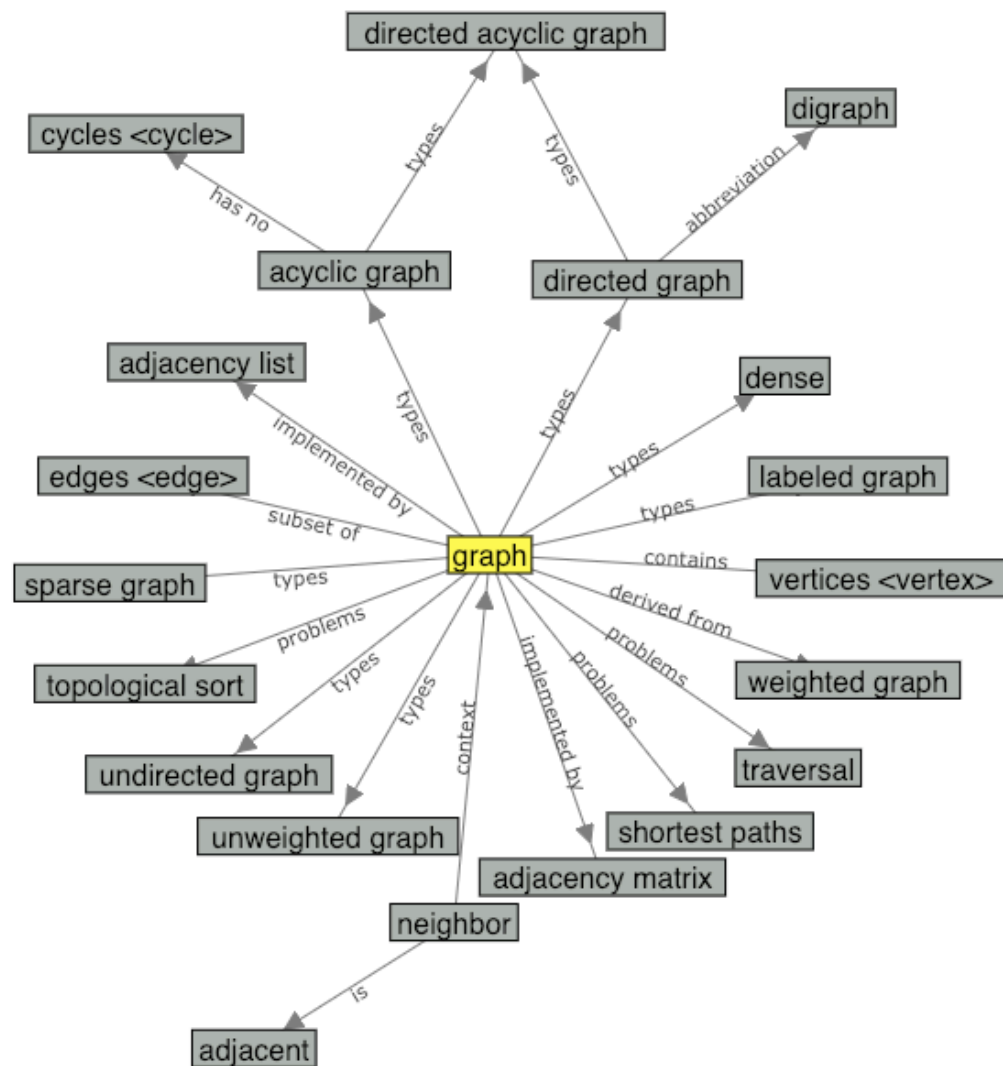 directed acyclic graph
digraph
cycles <cycle>
types
types
abbreviation
has no
acyclic graph
directed graph
adjacency list
dense
types
types
implemented by
types
edges <edge>
labeled graph
subset of
types
graph
contains
sparse graph
types
vertices <vertex>
derived from
problems
problems
topological sort
types
types
implemented by
problems
weighted graph
context
undirected graph
traversal
unweighted graph
shortest paths
adjacency matrix
neighbor
is
adjacent